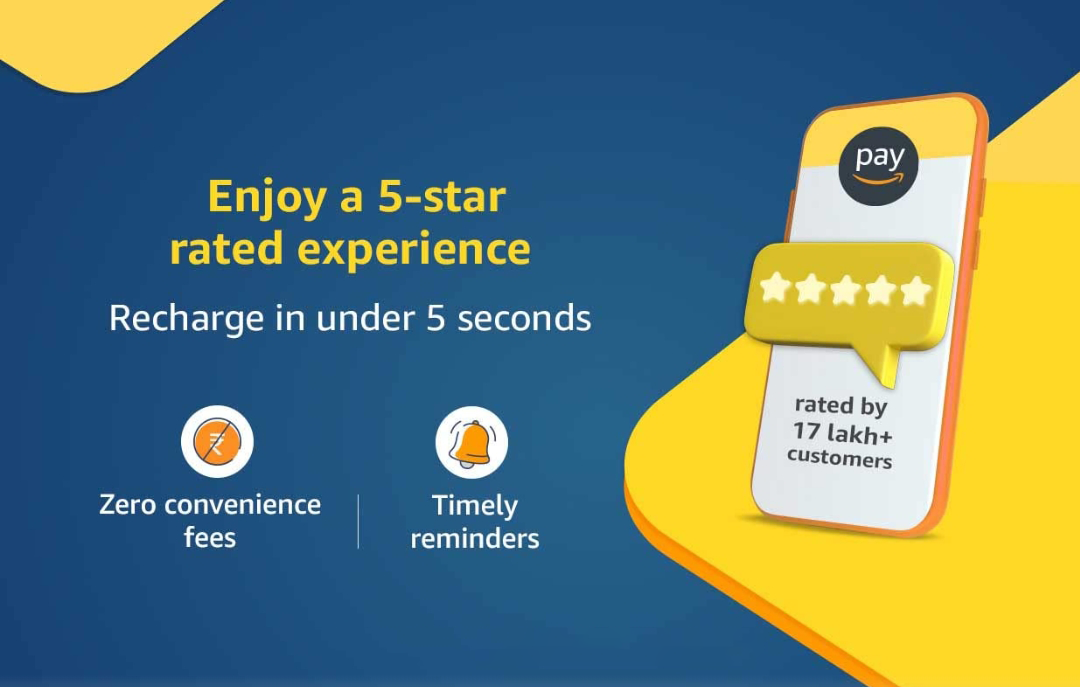 Enjoy a 5-star
rated experience
Recharge in under 5 seconds
Zero convenience
fees
Timely
reminders
pay
rated by
17 lakh+
customers